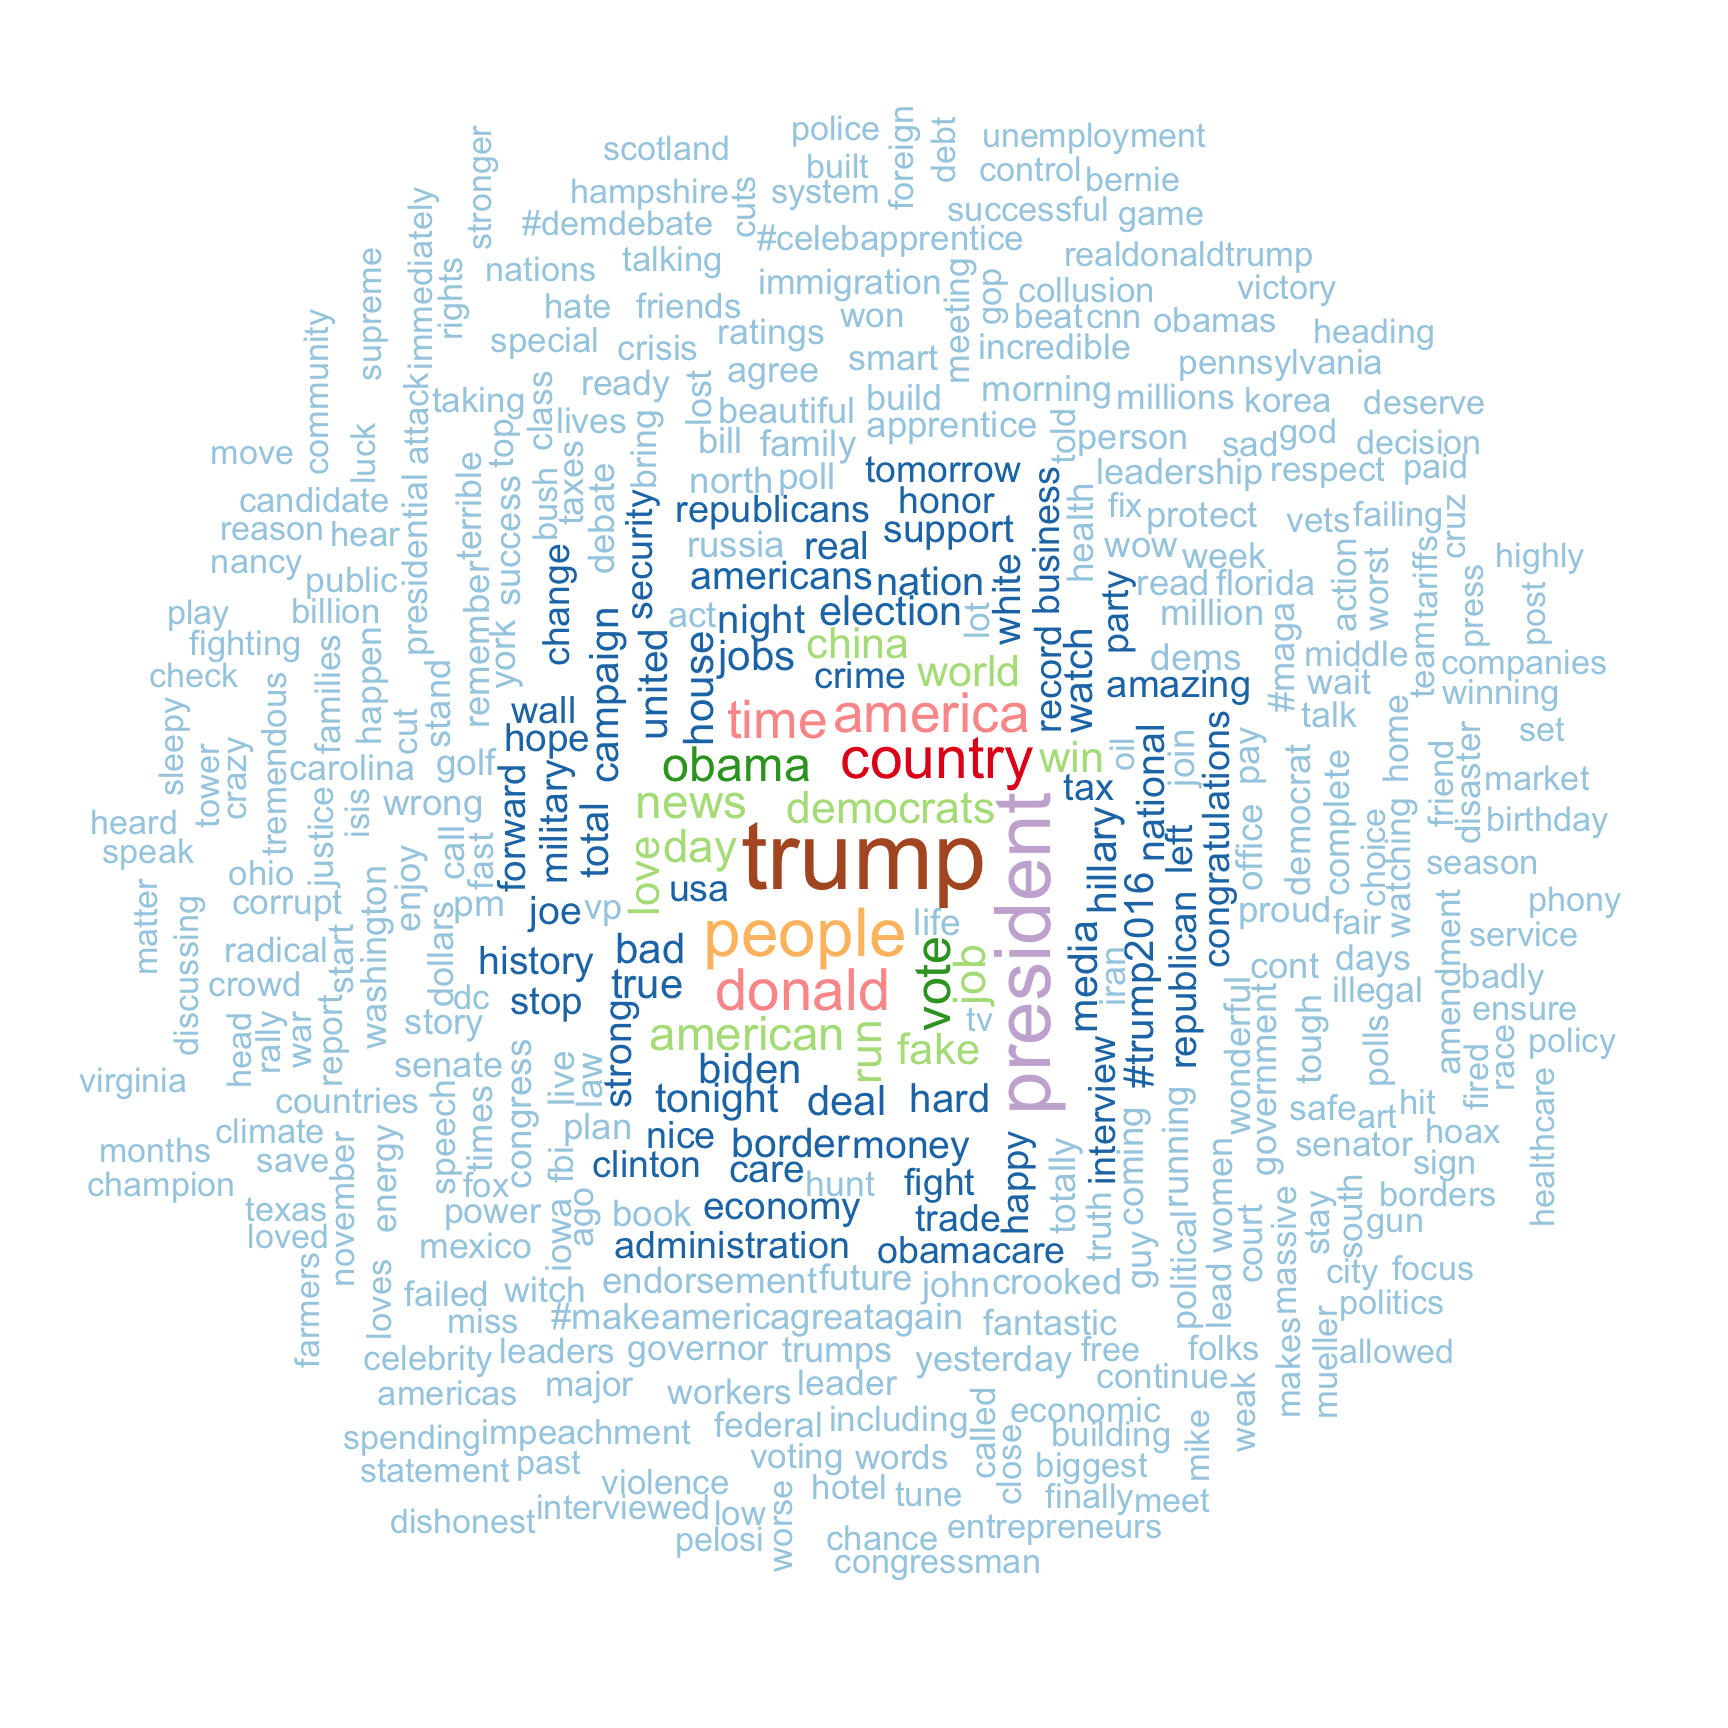 police
foreign
debt
unemployment
scotland
built
control
bernie
stronger
hampshire
system
cuts
successful
game
#demdebate
#celebapprentice
immediately
talking
realdonaldtrump
nations
rights
supreme
immigration
meeting
gop
collusion
victory
hate
friends
won
beat
cnn
obamas
heading
community
special
crisis
ratings
smart
incredible
pennsylvania
attack
ready
agree
morning
millions
korea
deserve
taking
class
lives
lost
beautiful
build
apprentice
told
person
sad
god
decision
move
luck
top
bring
bill
family
tomorrow
leadership
respect
paid
presidential
terrible
bush
taxes
debate
north
poll
candidate
republicans
honor
business
health
fix
protect
vets
failing
cruz
reason
hear
success
security
russia
real
support
wow
week
highly
nancy
public
remember
change
americans
nation
white
read
florida
action
worst
tariffs
press
post
play
billion
act
night
election
lot
party
million
fighting
families
happen
york
campaign
united
house
jobs
china
crime
world
record
watch
dems
#maga
middle
team
companies
check
stand
amazing
wait
winning
sleepy
tremendous
cut
wall
time
america
talk
set
tower
crazy
carolina
golf
hope
obama
country
win
oil
national
join
congratulations
pay
home
friend
disaster
market
isis
wrong
forward
military
total
news
democrats
tax
democrat
complete
birthday
heard
speak
justice
call
fast
love
day
trump
president
hillary
left
office
choice
watching
season
ohio
corrupt
enjoy
pm
joe
vp
usa
people
life
#trump2016
republican
proud
fair
phony
matter
discussing
radical
start
washington
dollars
history
bad
vote
job
media
iran
cont
days
amendment
service
crowd
dc
stop
true
donald
tv
illegal
badly
ensure
head
rally
war
report
story
strong
american
run
fake
wonderful
government
tough
polls
fired
race
policy
virginia
senate
congress
live
law
biden
interview
countries
speech
times
tonight
deal
hard
running
safe
art
hit
healthcare
months
climate
plan
nice
border
money
happy
totally
coming
senator
hoax
save
november
energy
fbi
clinton
care
hunt
fight
sign
champion
fox
texas
power
iowa
ago
book
economy
trade
truth
guy
political
women
court
massive
stay
south
borders
gun
loved
mexico
administration
obamacare
farmers
loves
failed
witch
endorsement
future
john
crooked
lead
city
focus
miss
#makeamericagreatagain
fantastic
makes
mueller
politics
celebrity
leaders
governor
trumps
yesterday
free
folks
allowed
americas
major
workers
leader
continue
weak
spending
impeachment
federal
including
called
economic
building
mike
statement
past
voting
words
close
biggest
violence
hotel
tune
finally
meet
dishonest
interviewed
low
worse
pelosi
chance
entrepreneurs
congressman